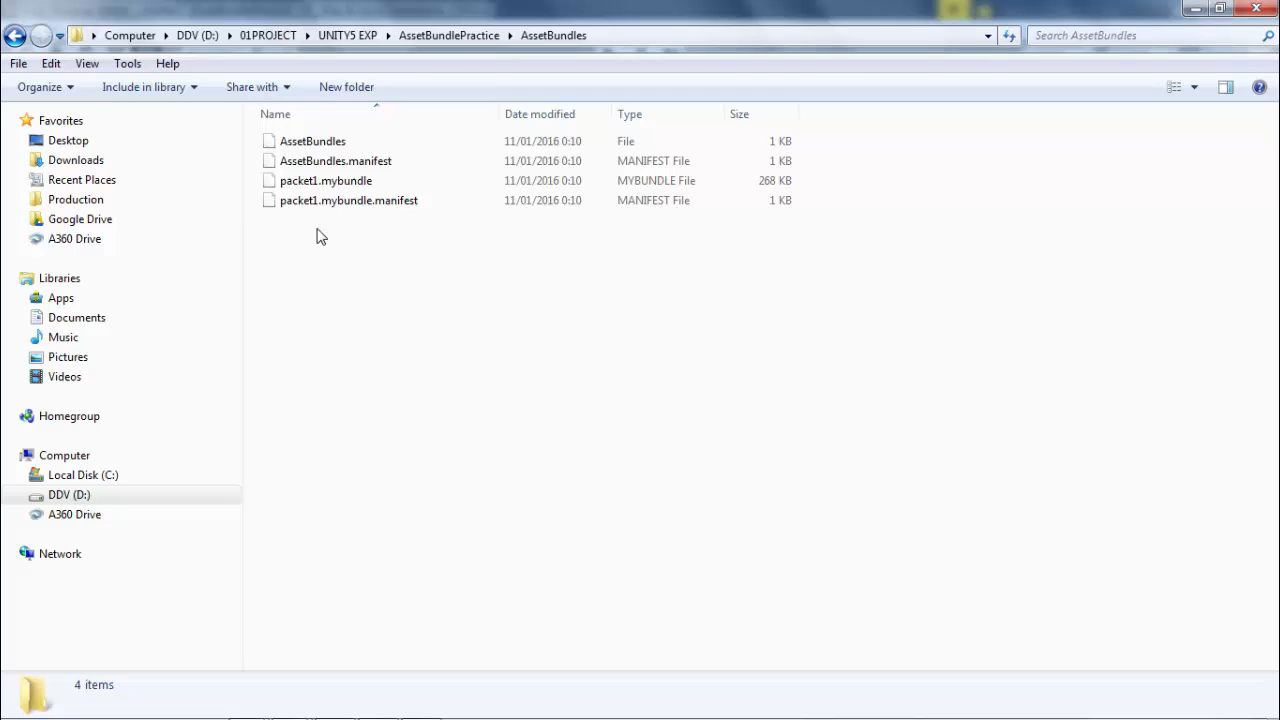 Computer DDV (D:) 01PROJECT UNITY5 EXP AssetBundlePractice AssetBundles Search AssetBundles
File Edit View Tools Help
Organize Include in library Share with New folder
Name Date modified Type Size
AssetBundles 11/01/2016 0:10 File 1 KB
AssetBundles.manifest 11/01/2016 0:10 MANIFEST File 1 KB
packet1.mybundle 11/01/2016 0:10 MYBUNDLE File 268 KB
packet1.mybundle.manifest 11/01/2016 0:10 MANIFEST File 1 KB
Favorites
Desktop
Downloads
Recent Places
Production
Google Drive
A360 Drive
Libraries
Apps
Documents
Music
Pictures
Videos
Homegroup
Computer
Local Disk (C:)
DDV (D:)
A360 Drive
Network
4 items